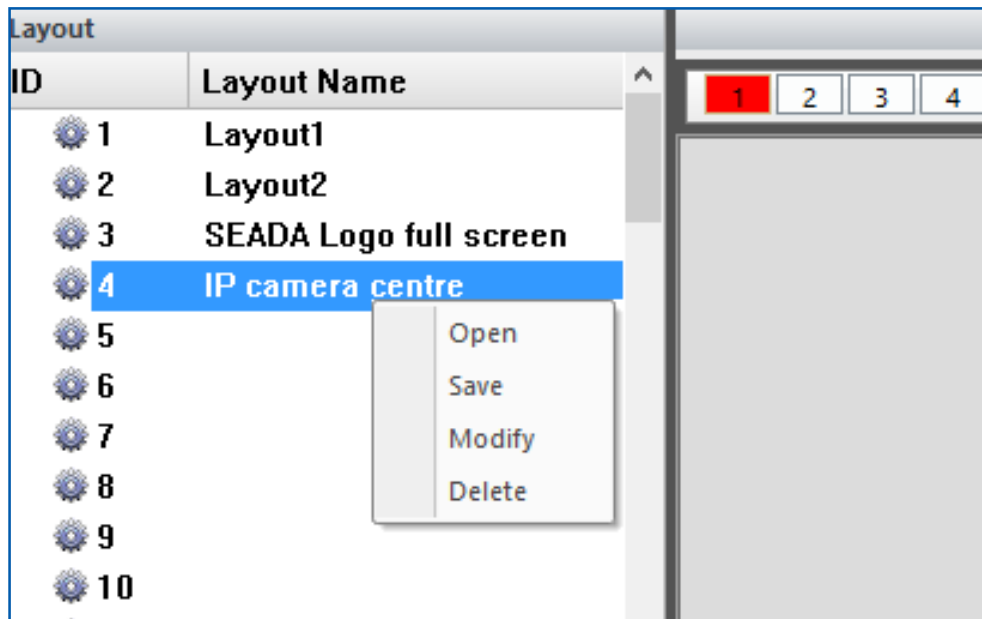 Layout
ID Layout Name
1 Layout1
2 Layout2
3 SEADA Logo full screen
4 IP camera centre
5
6
7
8
9
10
Open
Save
Modify
Delete
1 2 3 4